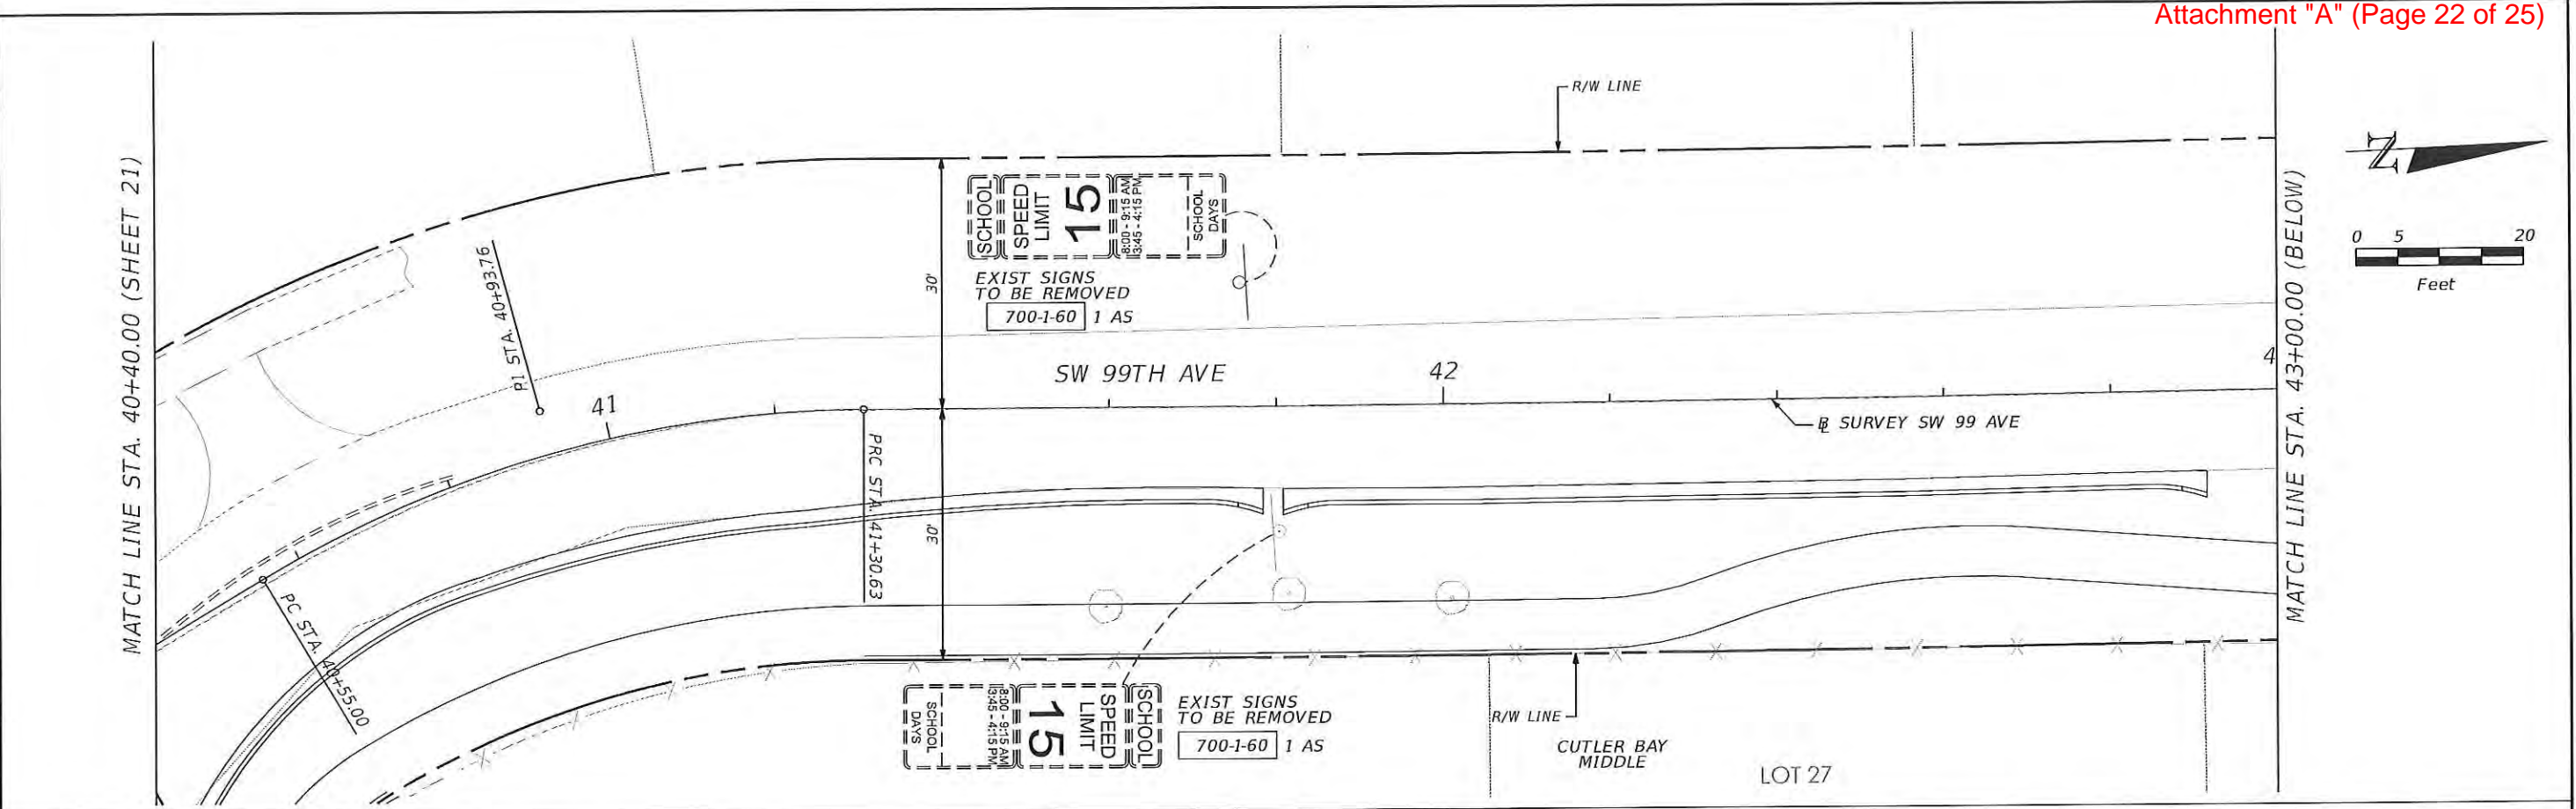 Attachment "A" (Page 22 of 25)
MATCH LINE STA. 40+40.00 (SHEET 21)
R/W LINE
N
0 5 20
Feet
SCHOOL
SPEED
LIMIT
15
8:00 - 9:15 AM
3:45 - 4:15 PM
SCHOOL
DAYS
EXIST SIGNS
TO BE REMOVED
700-1-60 1 AS
30'
PI STA. 40+93.76
41
SW 99TH AVE
42
4
BL SURVEY SW 99 AVE
PRC STA. 41+30.63
30'
PC STA. 40+55.00
MATCH LINE STA. 43+00.00 (BELOW)
SCHOOL
SPEED
LIMIT
15
8:00 - 9:15 AM
3:45 - 4:15 PM
SCHOOL
DAYS
EXIST SIGNS
TO BE REMOVED
700-1-60 1 AS
R/W LINE
CUTLER BAY
MIDDLE
LOT 27